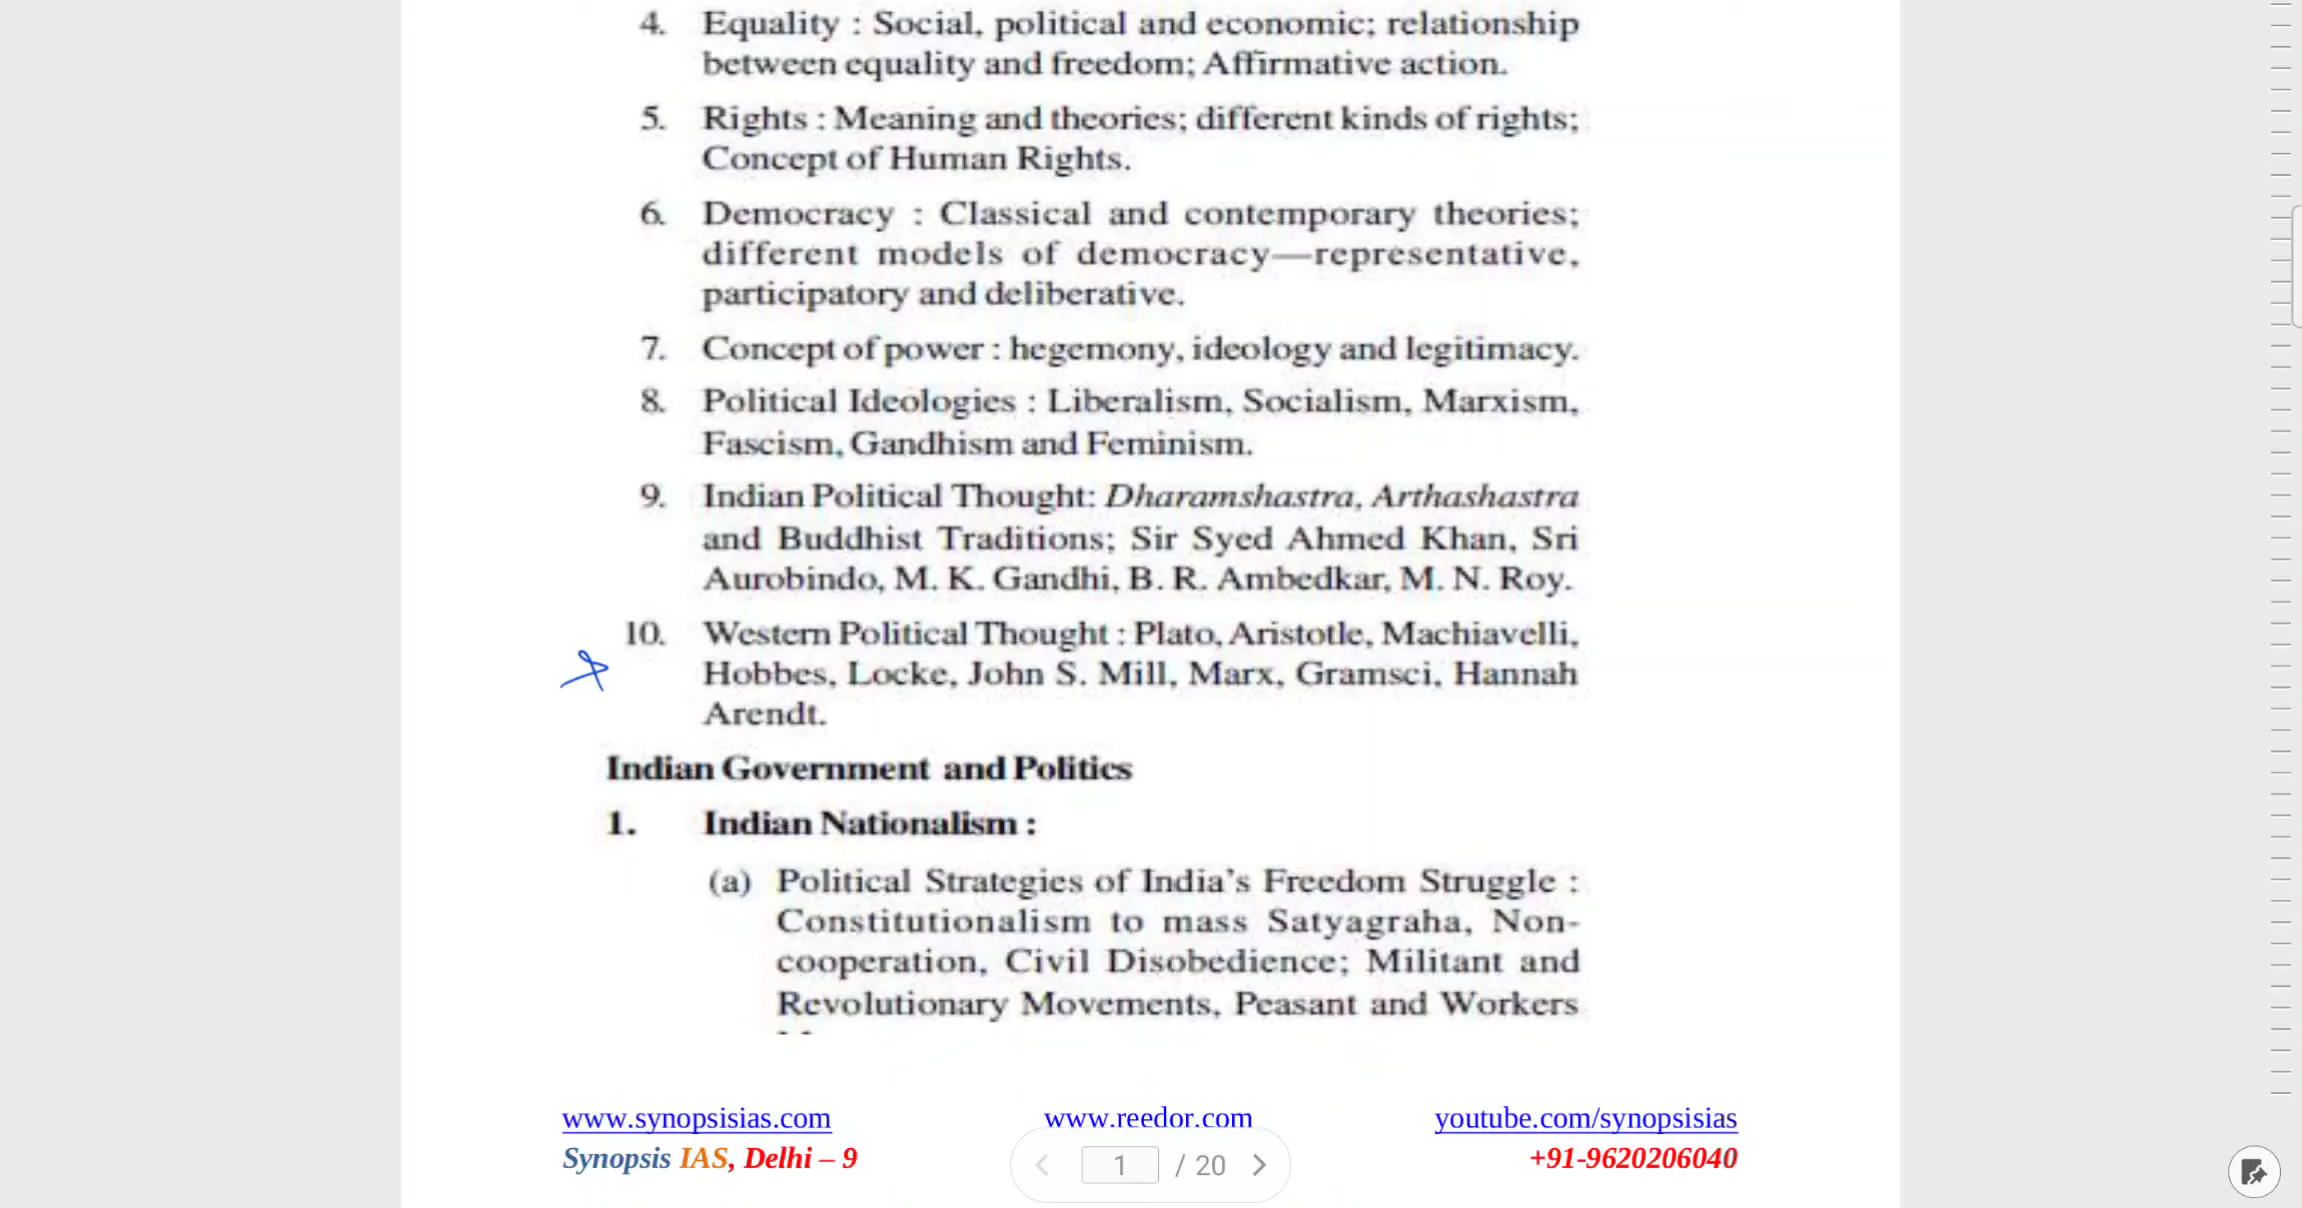 4. Equality : Social, political and economic; relationship
between equality and freedom; Affirmative action.
5. Rights : Meaning and theories; different kinds of rights;
Concept of Human Rights.
6. Democracy : Classical and contemporary theories;
different models of democracy—representative,
participatory and deliberative.
7. Concept of power : hegemony, ideology and legitimacy.
8. Political Ideologies : Liberalism, Socialism, Marxism,
Fascism, Gandhism and Feminism.
9. Indian Political Thought: Dharamshastra, Arthashastra
and Buddhist Traditions; Sir Syed Ahmed Khan, Sri
Aurobindo, M. K. Gandhi, B. R. Ambedkar, M. N. Roy.
10. Western Political Thought : Plato, Aristotle, Machiavelli,
Hobbes, Locke, John S. Mill, Marx, Gramsci, Hannah
Arendt.
Indian Government and Politics
1. Indian Nationalism :
(a) Political Strategies of India's Freedom Struggle :
Constitutionalism to mass Satyagraha, Non-
cooperation, Civil Disobedience; Militant and
Revolutionary Movements, Peasant and Workers
www.synopsisias.com www.reedor.com youtube.com/synopsisias
Synopsis IAS, Delhi – 9 +91-9620206040
1 / 20